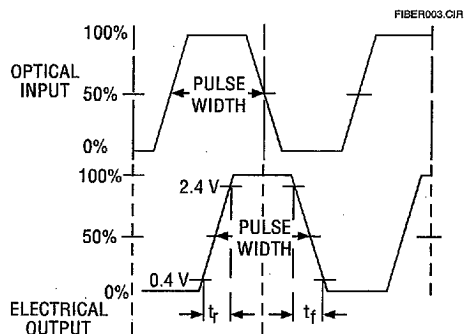 FIBER003.CIR
100%
OPTICAL
INPUT
50%
PULSE
WIDTH
0%
100%
2.4 V
50%
PULSE
WIDTH
0.4 V
0%
ELECTRICAL
OUTPUT
tr
tf